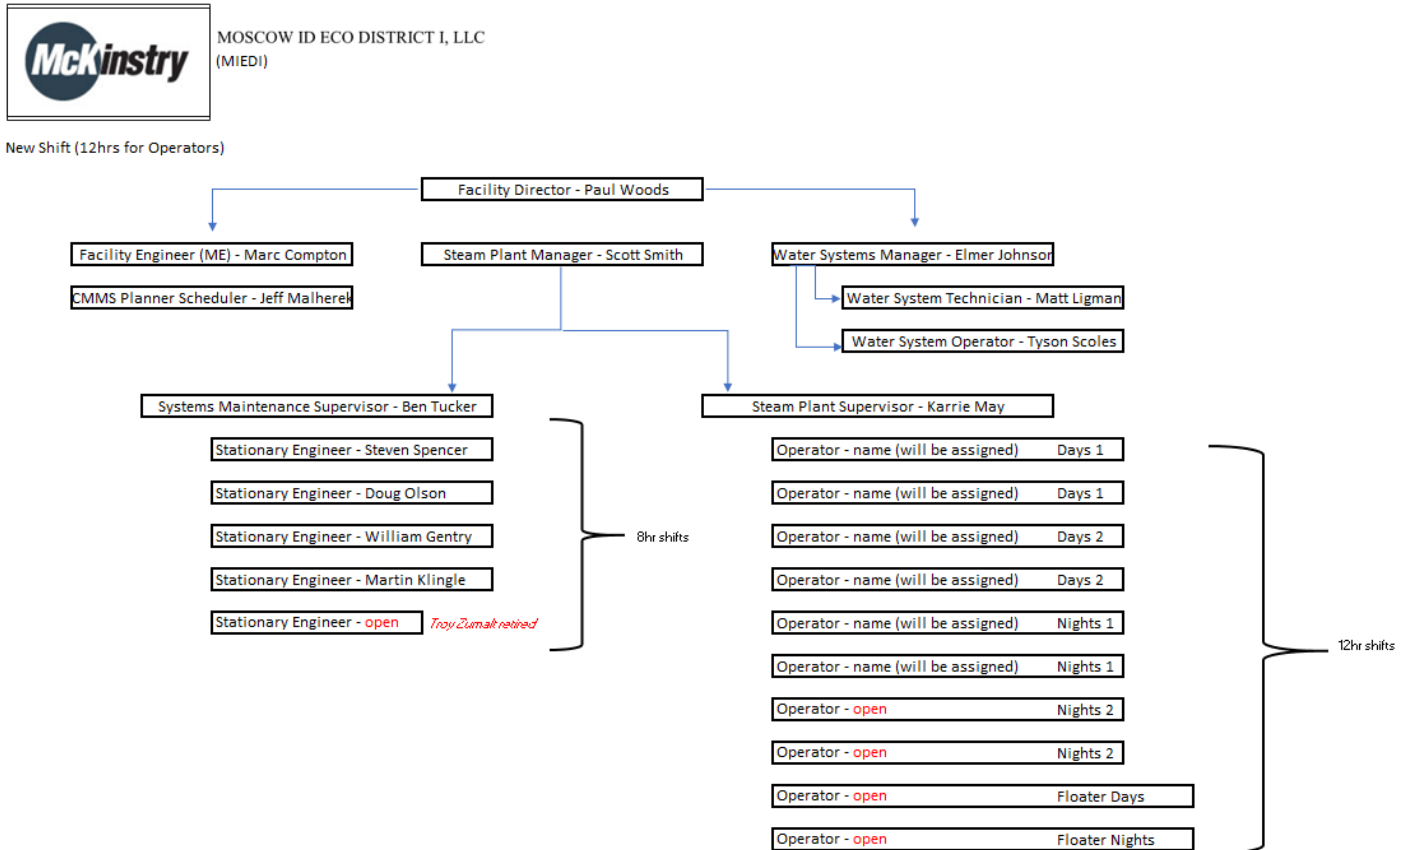 McKinstry
MOSCOW ID ECO DISTRICT I, LLC
(MIEDI)
New Shift (12hrs for Operators)
Facility Director - Paul Woods
Facility Engineer (ME) - Marc Compton
Steam Plant Manager - Scott Smith
Water Systems Manager - Elmer Johnson
CMMS Planner Scheduler - Jeff Malherek
Water System Technician - Matt Ligman
Water System Operator - Tyson Scoles
Systems Maintenance Supervisor - Ben Tucker
Stationary Engineer - Steven Spencer
Stationary Engineer - Doug Olson
Stationary Engineer - William Gentry
Stationary Engineer - Martin Klingle
Stationary Engineer - open Troy Zumalt retired
8hr shifts
Steam Plant Supervisor - Karrie May
Operator - name (will be assigned) Days 1
Operator - name (will be assigned) Days 1
Operator - name (will be assigned) Days 2
Operator - name (will be assigned) Days 2
Operator - name (will be assigned) Nights 1
Operator - name (will be assigned) Nights 1
Operator - open Nights 2
Operator - open Nights 2
Operator - open Floater Days
Operator - open Floater Nights
12hr shifts